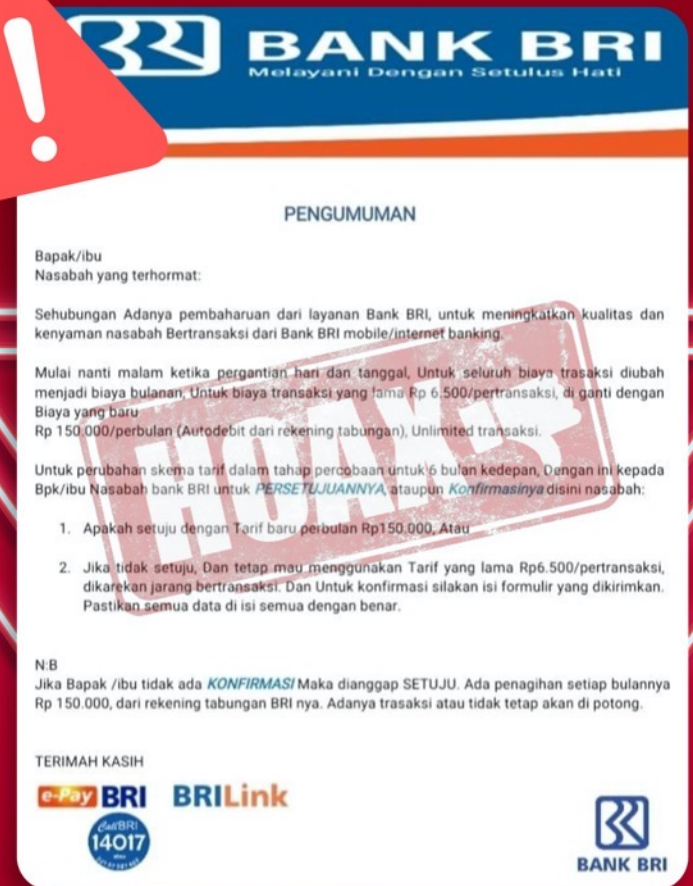 BANK BRI
Melayani Dengan Setulus Hati
PENGUMUMAN
Bapak/ibu
Nasabah yang terhormat:
Sehubungan Adanya pembaharuan dari layanan Bank BRI, untuk meningkatkan kualitas dan
kenyaman nasabah Bertransaksi dari Bank BRI mobile/internet banking.
Mulai nanti malam ketika pergantian hari dan tanggal, Untuk seluruh biaya trasaksi diubah
menjadi biaya bulanan, Untuk biaya transaksi yang lama Rp 6.500/pertransaksi, di ganti dengan
Biaya yang baru
Rp 150.000/perbulan (Autodebit dari rekening tabungan), Unlimited transaksi.
HOAX
Untuk perubahan skema tarif dalam tahap percobaan untuk 6 bulan kedepan, Dengan ini kepada
Bpk/ibu Nasabah bank BRI untuk PERSETUJUANNYA, ataupun Konfirmasinya disini nasabah:
1. Apakah setuju dengan Tarif baru perbulan Rp150.000, Atau
2. Jika tidak setuju, Dan tetap mau menggunakan Tarif yang lama Rp6.500/pertransaksi,
dikarekan jarang bertransaksi. Dan Untuk konfirmasi silakan isi formulir yang dikirimkan.
Pastikan semua data di isi semua dengan benar.
N:B
Jika Bapak /ibu tidak ada KONFIRMASI Maka dianggap SETUJU. Ada penagihan setiap bulannya
Rp 150.000, dari rekening tabungan BRI nya. Adanya trasaksi atau tidak tetap akan di potong.
TERIMAH KASIH
e-Pay BRI BRILink
CallBRI
14017
BANK BRI